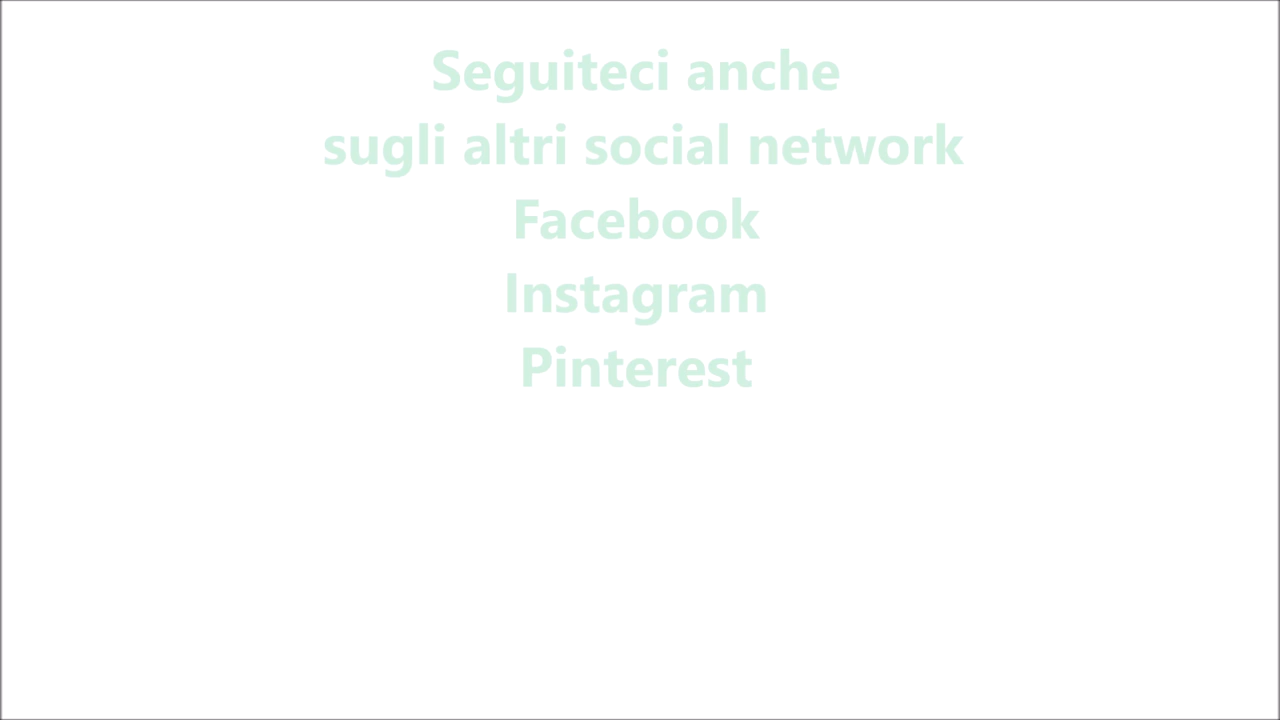 Seguiteci anche
sugli altri social network
Facebook
Instagram
Pinterest